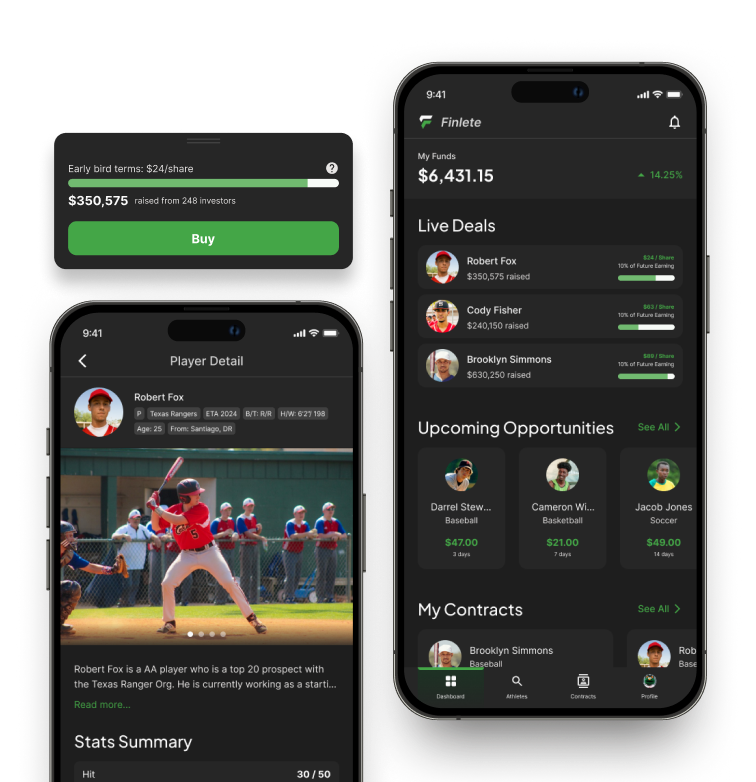 Early bird terms: $24/share
?
$350,575 raised from 248 investors
Buy
9:41
Player Detail
Robert Fox
P Texas Rangers ETA 2024 B/T: R/R H/W: 6'2"/ 198
Age: 25 From: Santiago, DR
Robert Fox is a AA player who is a top 20 prospect with
the Texas Ranger Org. He is currently working as a starti...
Read more...
Stats Summary
Hit 30 / 50
9:41
Finlete
My Funds
$6,431.15 14.25%
Live Deals
Robert Fox
$350,575 raised
$24 / Share
10% of Future Earning
Cody Fisher
$240,150 raised
$63 / Share
10% of Future Earning
Brooklyn Simmons
$630,250 raised
$89 / Share
10% of Future Earning
Upcoming Opportunities See All
Darrel Stew...
Baseball
$47.00
3 days
Cameron Wi...
Basketball
$21.00
7 days
Jacob Jones
Soccer
$49.00
14 days
My Contracts See All
Brooklyn Simmons
Baseball
Rob
Base
Dashboard Athletes Contracts Profile